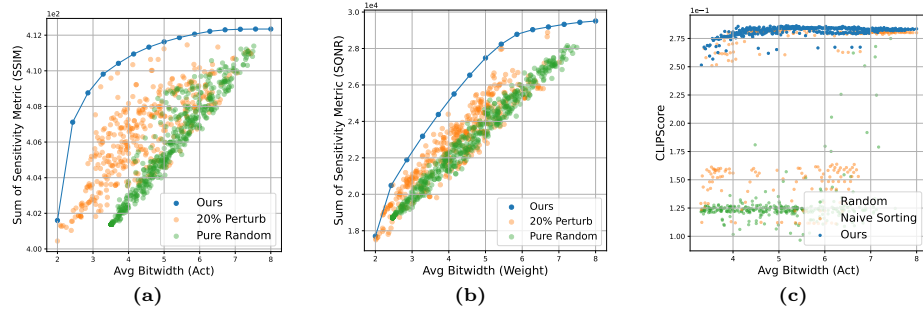 1e2
4.12
4.10
4.08
4.06
4.04
4.02
4.00
Sum of Sensitivity Metric (SSIM)
2 3 4 5 6 7 8
Avg Bitwidth (Act)
Ours
20% Perturb
Pure Random
(a)
1e4
3.0
2.8
2.6
2.4
2.2
2.0
1.8
Sum of Sensitivity Metric (SQNR)
2 3 4 5 6 7 8
Avg Bitwidth (Weight)
Ours
20% Perturb
Pure Random
(b)
1e−1
2.75
2.50
2.25
2.00
1.75
1.50
1.25
1.00
CLIPScore
4 5 6 7 8
Avg Bitwidth (Act)
Random
Naive Sorting
Ours
(c)